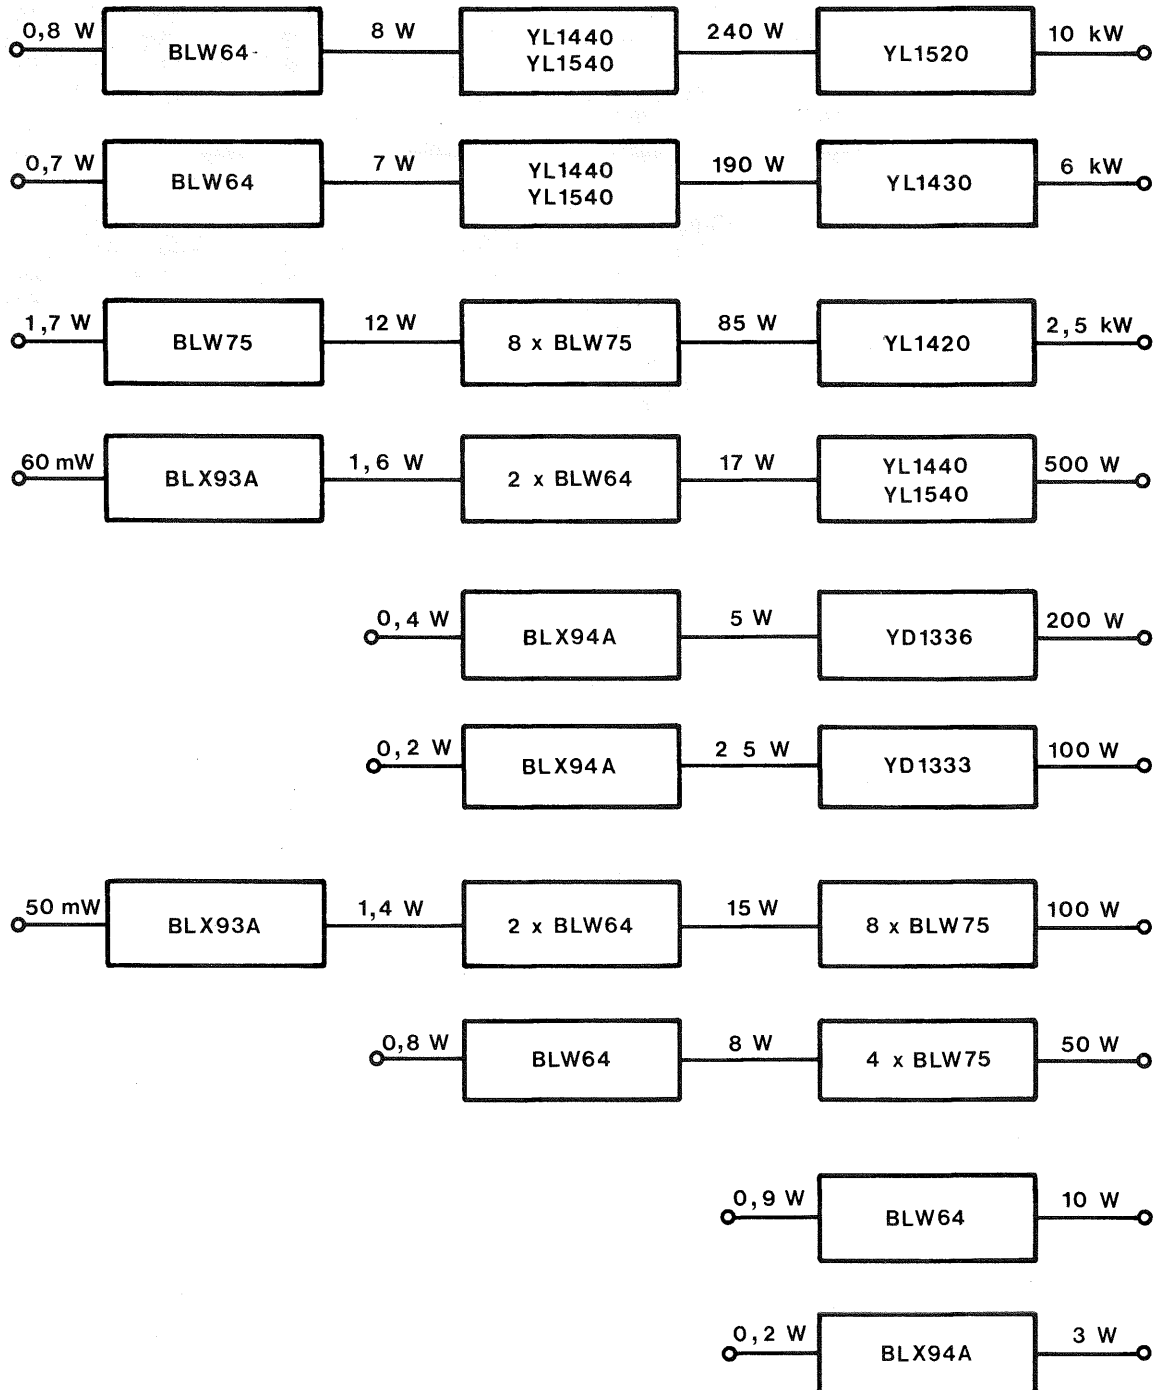 0,8 W BLW64 8 W YL1440 YL1540 240 W YL1520 10 kW
0,7 W BLW64 7 W YL1440 YL1540 190 W YL1430 6 kW
1,7 W BLW75 12 W 8 x BLW75 85 W YL1420 2,5 kW
60 mW BLX93A 1,6 W 2 x BLW64 17 W YL1440 YL1540 500 W
0,4 W BLX94A 5 W YD1336 200 W
0,2 W BLX94A 2 5 W YD1333 100 W
50 mW BLX93A 1,4 W 2 x BLW64 15 W 8 x BLW75 100 W
0,8 W BLW64 8 W 4 x BLW75 50 W
0,9 W BLW64 10 W
0,2 W BLX94A 3 W